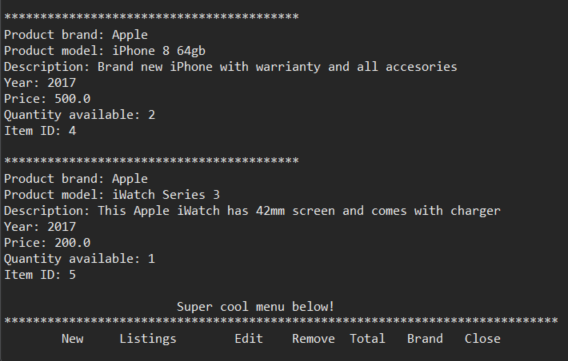 *****************************************
Product brand: Apple
Product model: iPhone 8 64gb
Description: Brand new iPhone with warrianty and all accesories
Year: 2017
Price: 500.0
Quantity available: 2
Item ID: 4
*****************************************
Product brand: Apple
Product model: iWatch Series 3
Description: This Apple iWatch has 42mm screen and comes with charger
Year: 2017
Price: 200.0
Quantity available: 1
Item ID: 5
Super cool menu below!
*****************************************************************************
New Listings Edit Remove Total Brand Close